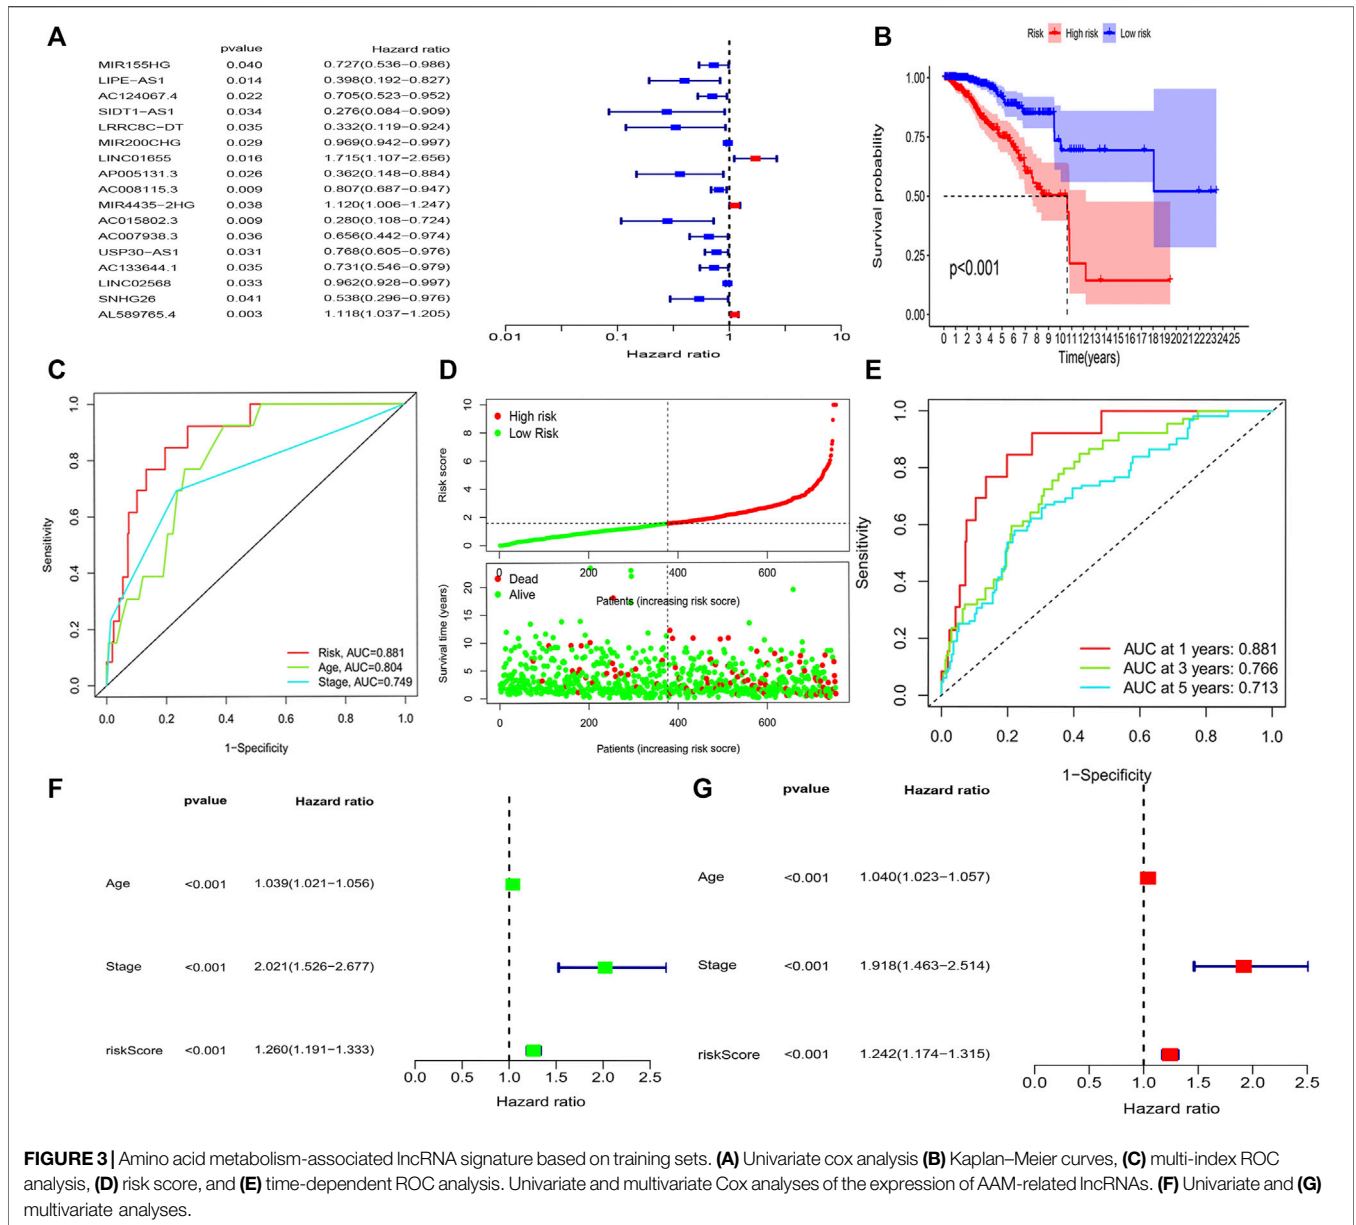 A
pvalue Hazard ratio
MIR155HG 0.040 0.727(0.536−0.986)
LIPE−AS1 0.014 0.398(0.192−0.827)
AC124067.4 0.022 0.705(0.523−0.952)
SIDT1−AS1 0.034 0.276(0.084−0.909)
LRRC8C−DT 0.035 0.332(0.119−0.924)
MIR200CHG 0.029 0.969(0.942−0.997)
LINC01655 0.016 1.715(1.107−2.656)
AP005131.3 0.026 0.362(0.148−0.884)
AC008115.3 0.009 0.807(0.687−0.947)
MIR4435−2HG 0.038 1.120(1.006−1.247)
AC015802.3 0.009 0.280(0.108−0.724)
AC007938.3 0.036 0.656(0.442−0.974)
USP30−AS1 0.031 0.768(0.605−0.976)
AC133644.1 0.035 0.731(0.546−0.979)
LINC02568 0.033 0.962(0.928−0.997)
SNHG26 0.041 0.538(0.296−0.976)
AL589765.4 0.003 1.118(1.037−1.205)
0.01 0.1 1 10
Hazard ratio
B
Risk High risk Low risk
Survival probability
1.00
0.75
0.50
0.25
0.00
p<0.001
0 1 2 3 4 5 6 7 8 9 10 11 12 13 14 15 16 17 18 19 20 21 22 23 24 25
Time(years)
C
Sensitivity
1.0
0.8
0.6
0.4
0.2
0.0
Risk, AUC=0.881
Age, AUC=0.804
Stage, AUC=0.749
0.0 0.2 0.4 0.6 0.8 1.0
1−Specificity
D
Risk score
10
8
6
4
2
0
High risk
Low Risk
0 200 400 600
Patients (increasing risk socre)
Survival time (years)
20
15
10
5
0
Dead
Alive
0 200 400 600
Patients (increasing risk socre)
E
Sensitivity
1.0
0.8
0.6
0.4
0.2
0.0
AUC at 1 years: 0.881
AUC at 3 years: 0.766
AUC at 5 years: 0.713
0.0 0.2 0.4 0.6 0.8 1.0
1−Specificity
F
pvalue Hazard ratio
Age <0.001 1.039(1.021−1.056)
Stage <0.001 2.021(1.526−2.677)
riskScore <0.001 1.260(1.191−1.333)
0.0 0.5 1.0 1.5 2.0 2.5
Hazard ratio
G
pvalue Hazard ratio
Age <0.001 1.040(1.023−1.057)
Stage <0.001 1.918(1.463−2.514)
riskScore <0.001 1.242(1.174−1.315)
0.0 0.5 1.0 1.5 2.0 2.5
Hazard ratio
FIGURE 3 | Amino acid metabolism-associated lncRNA signature based on training sets. (A) Univariate cox analysis (B) Kaplan–Meier curves, (C) multi-index ROC
analysis, (D) risk score, and (E) time-dependent ROC analysis. Univariate and multivariate Cox analyses of the expression of AAM-related lncRNAs. (F) Univariate and (G)
multivariate analyses.